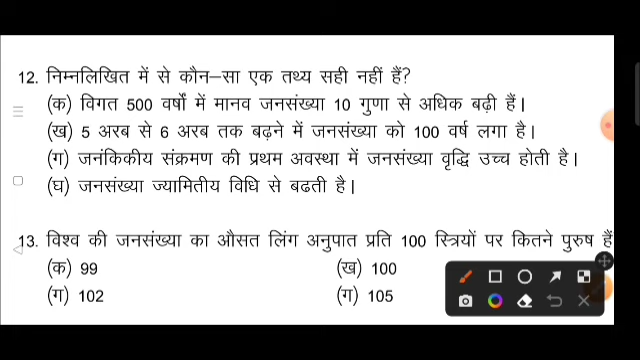 12. निम्नलिखित में से कौन–सा एक तथ्य सही नहीं हैं?
(क) विगत 500 वर्षों में मानव जनसंख्या 10 गुणा से अधिक बढ़ी हैं।
(ख) 5 अरब से 6 अरब तक बढ़ने में जनसंख्या को 100 वर्ष लगा है।
(ग) जनंकिकीय संक्रमण की प्रथम अवस्था में जनसंख्या वृद्धि उच्च होती है।
(घ) जनसंख्या ज्यामितीय विधि से बढती है।
13. विश्व की जनसंख्या का औसत लिंग अनुपात प्रति 100 स्त्रियों पर कितने पुरुष हैं
(क) 99 (ख) 100
(ग) 102 (ग) 105